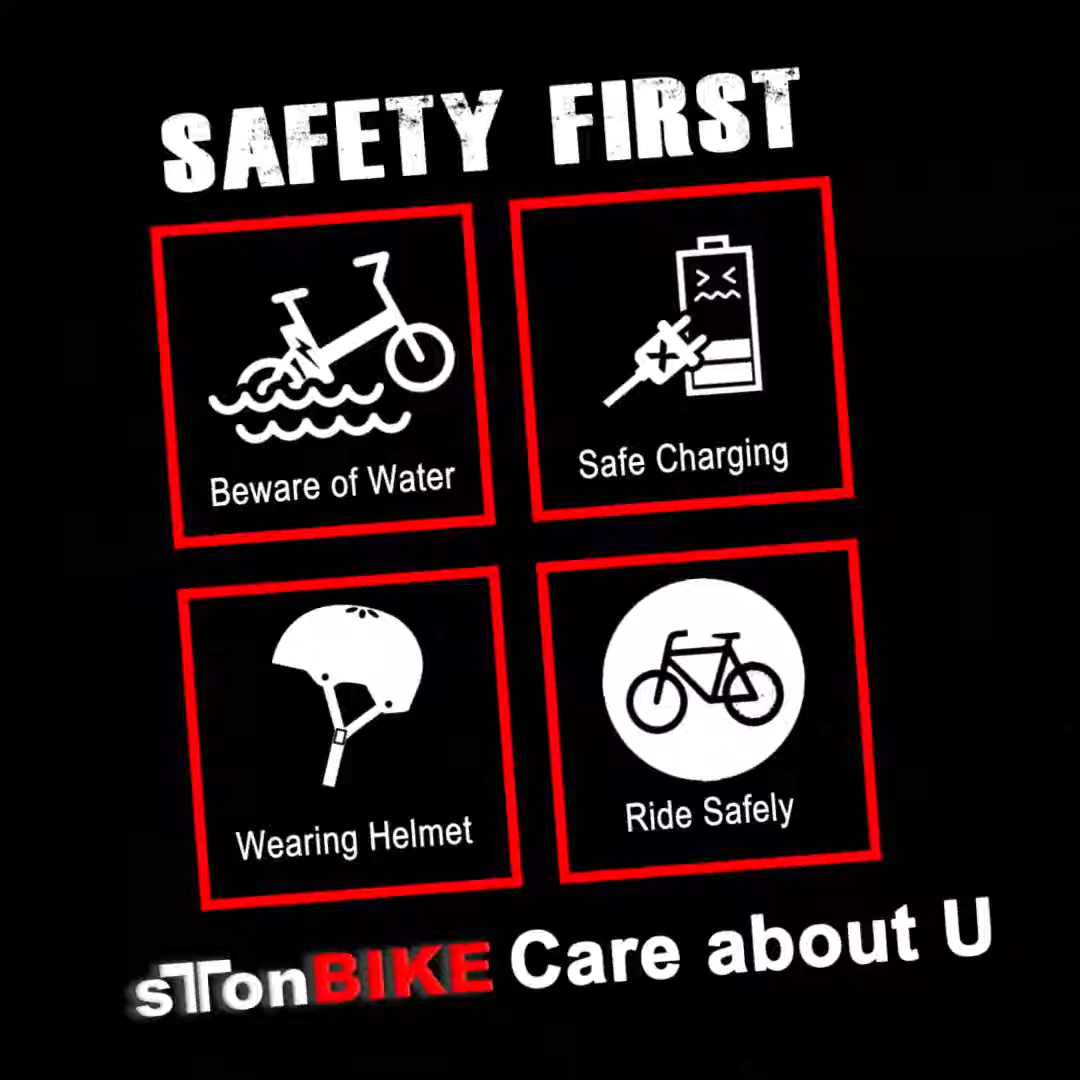 SAFETY FIRST
Beware of Water
Safe Charging
Wearing Helmet
Ride Safely
sTTonBIKE Care about U